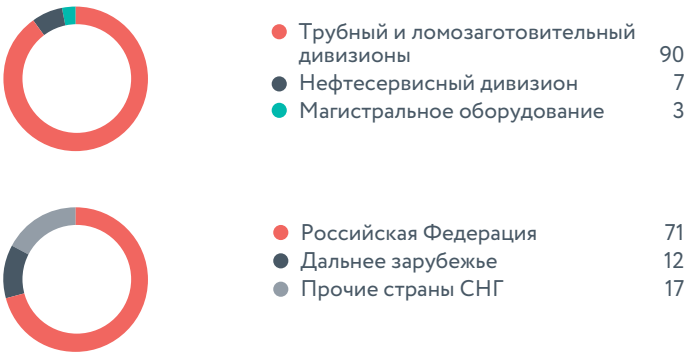 Трубный и ломозаготовительный
дивизионы 90
Нефтесервисный дивизион 7
Магистральное оборудование 3
Российская Федерация 71
Дальнее зарубежье 12
Прочие страны СНГ 17